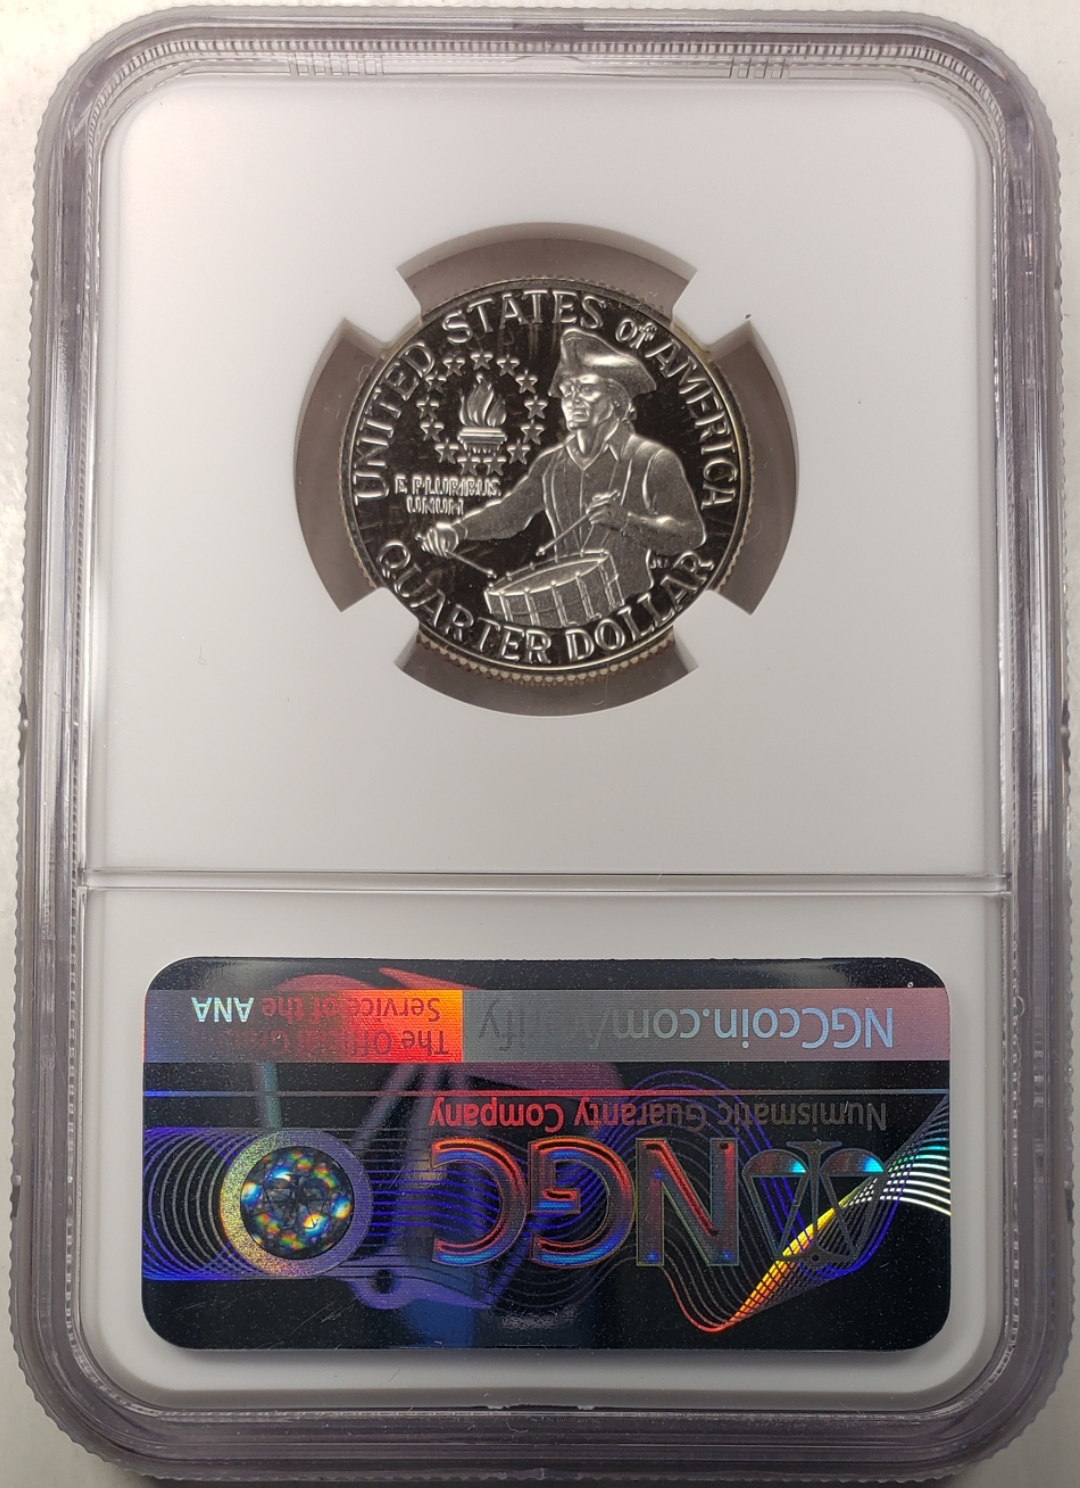 UNITED STATES of AMERICA
E PLURIBUS
UNUM
QUARTER DOLLAR
NGC
Numismatic Guaranty Company
NGCcoin.com/verify
The Official Grading
Service of the ANA